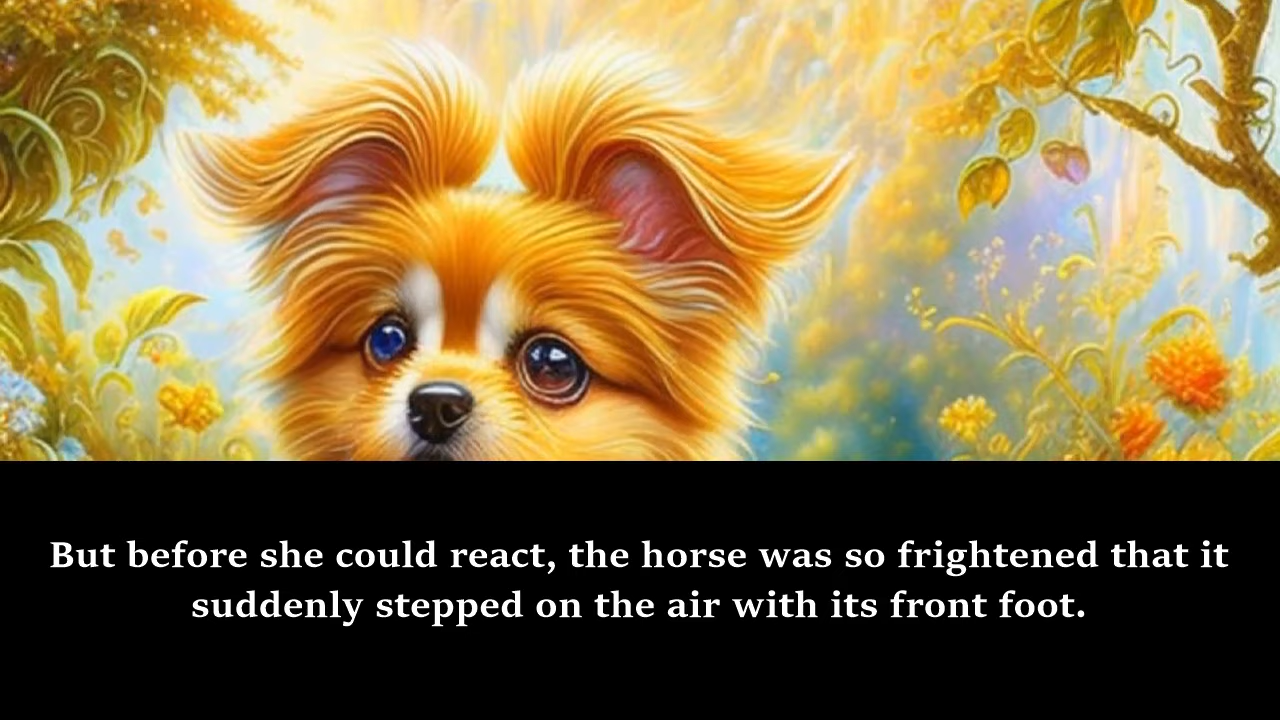 But before she could react, the horse was so frightened that it
suddenly stepped on the air with its front foot.